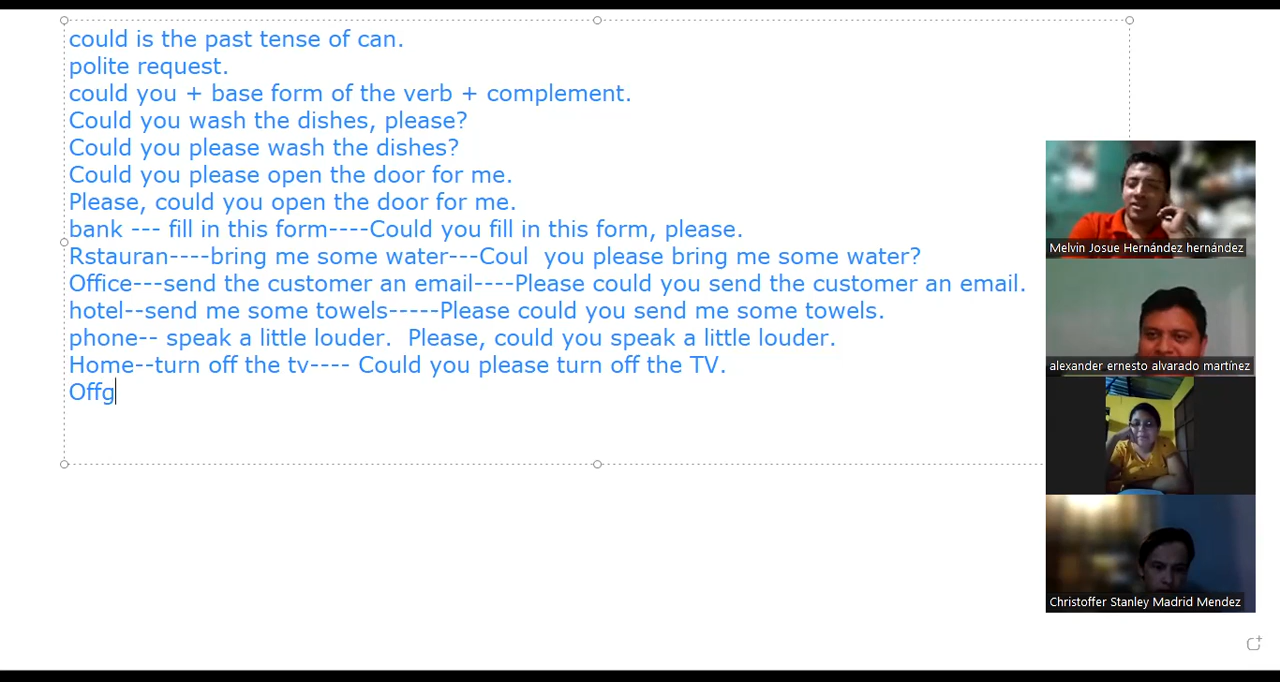 could is the past tense of can.
polite request.
could you + base form of the verb + complement.
Could you wash the dishes, please?
Could you please wash the dishes?
Could you please open the door for me.
Please, could you open the door for me.
bank --- fill in this form----Could you fill in this form, please.
Rstauran----bring me some water---Coul  you please bring me some water?
Office---send the customer an email----Please could you send the customer an email.
hotel--send me some towels-----Please could you send me some towels.
phone-- speak a little louder.  Please, could you speak a little louder.
Home--turn off the tv---- Could you please turn off the TV.
Offg
Melvin Josue Hernández hernández
alexander ernesto alvarado martínez
Christoffer Stanley Madrid Mendez